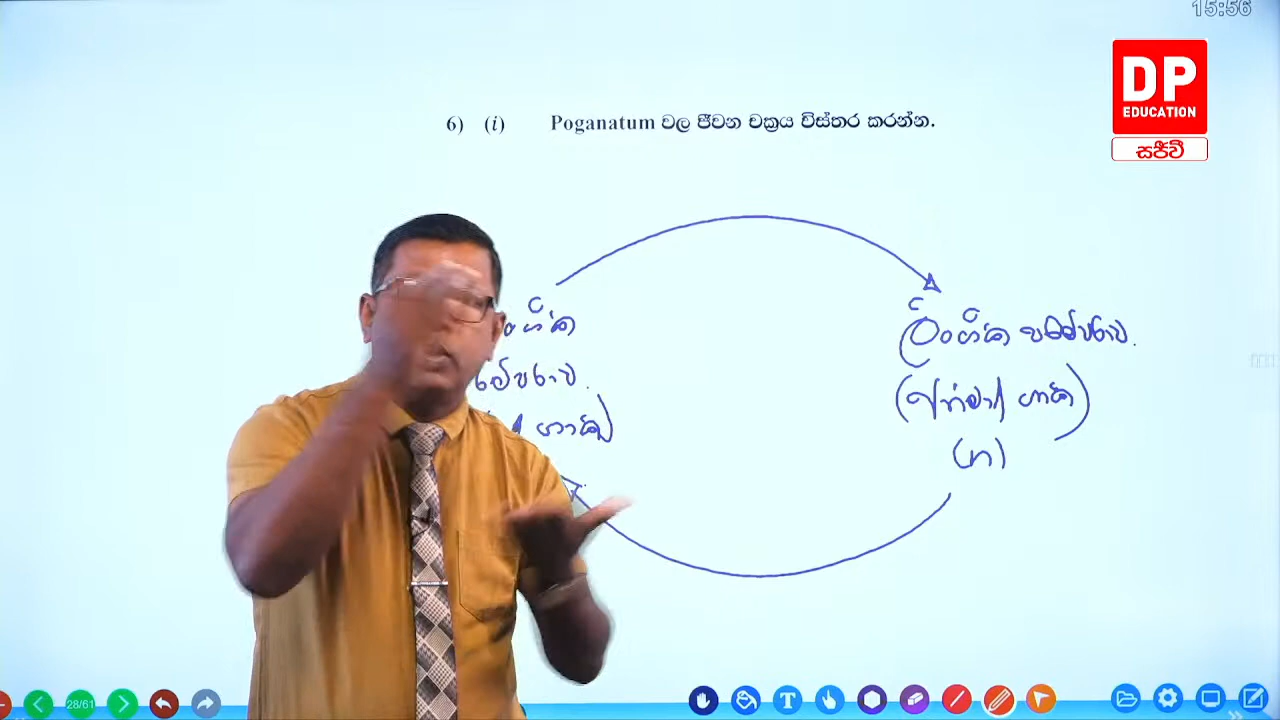 15:56
DP
EDUCATION
සජීවී
6) (i) Poganatum වල ජීවන චක්‍රය විස්තර කරන්න.
ලිංගික පරම්පරාව.
(ජන්මාණු ශාක)
(n)
28/61